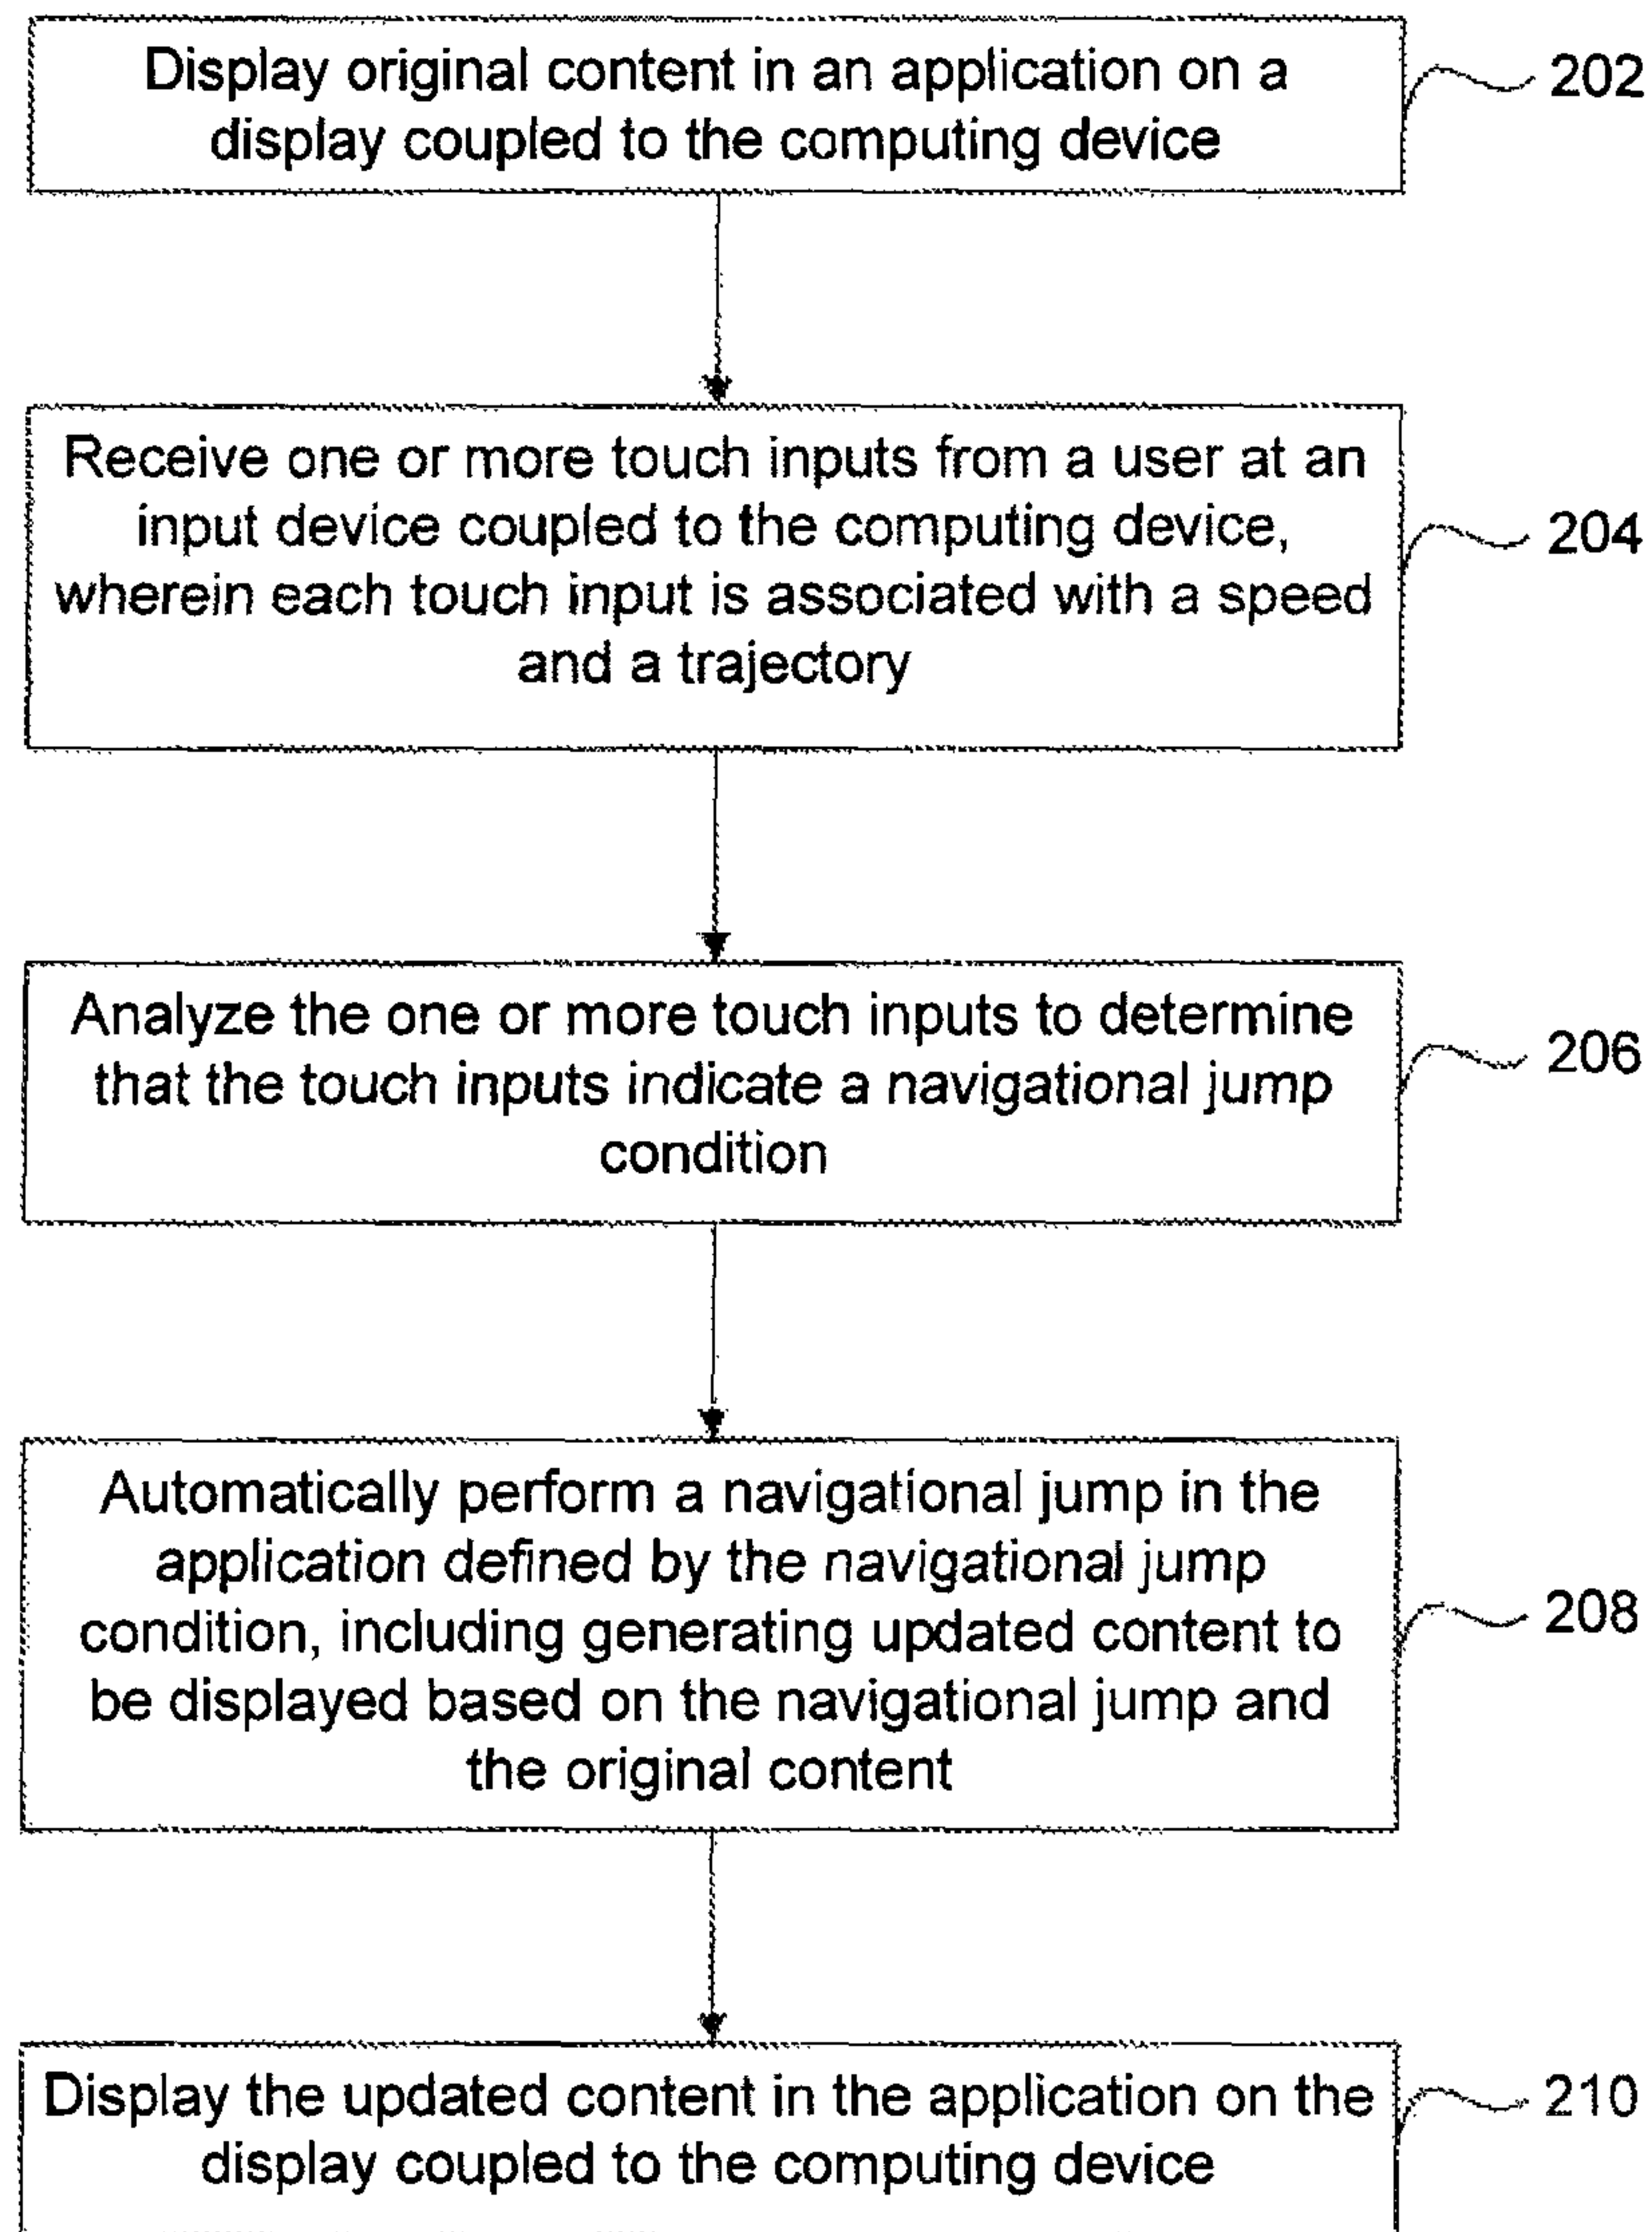 Display original content in an application on a
display coupled to the computing device
202
Receive one or more touch inputs from a user at an
input device coupled to the computing device,
wherein each touch input is associated with a speed
and a trajectory
204
Analyze the one or more touch inputs to determine
that the touch inputs indicate a navigational jump
condition
206
Automatically perform a navigational jump in the
application defined by the navigational jump
condition, including generating updated content to
be displayed based on the navigational jump and
the original content
208
Display the updated content in the application on the
display coupled to the computing device
210